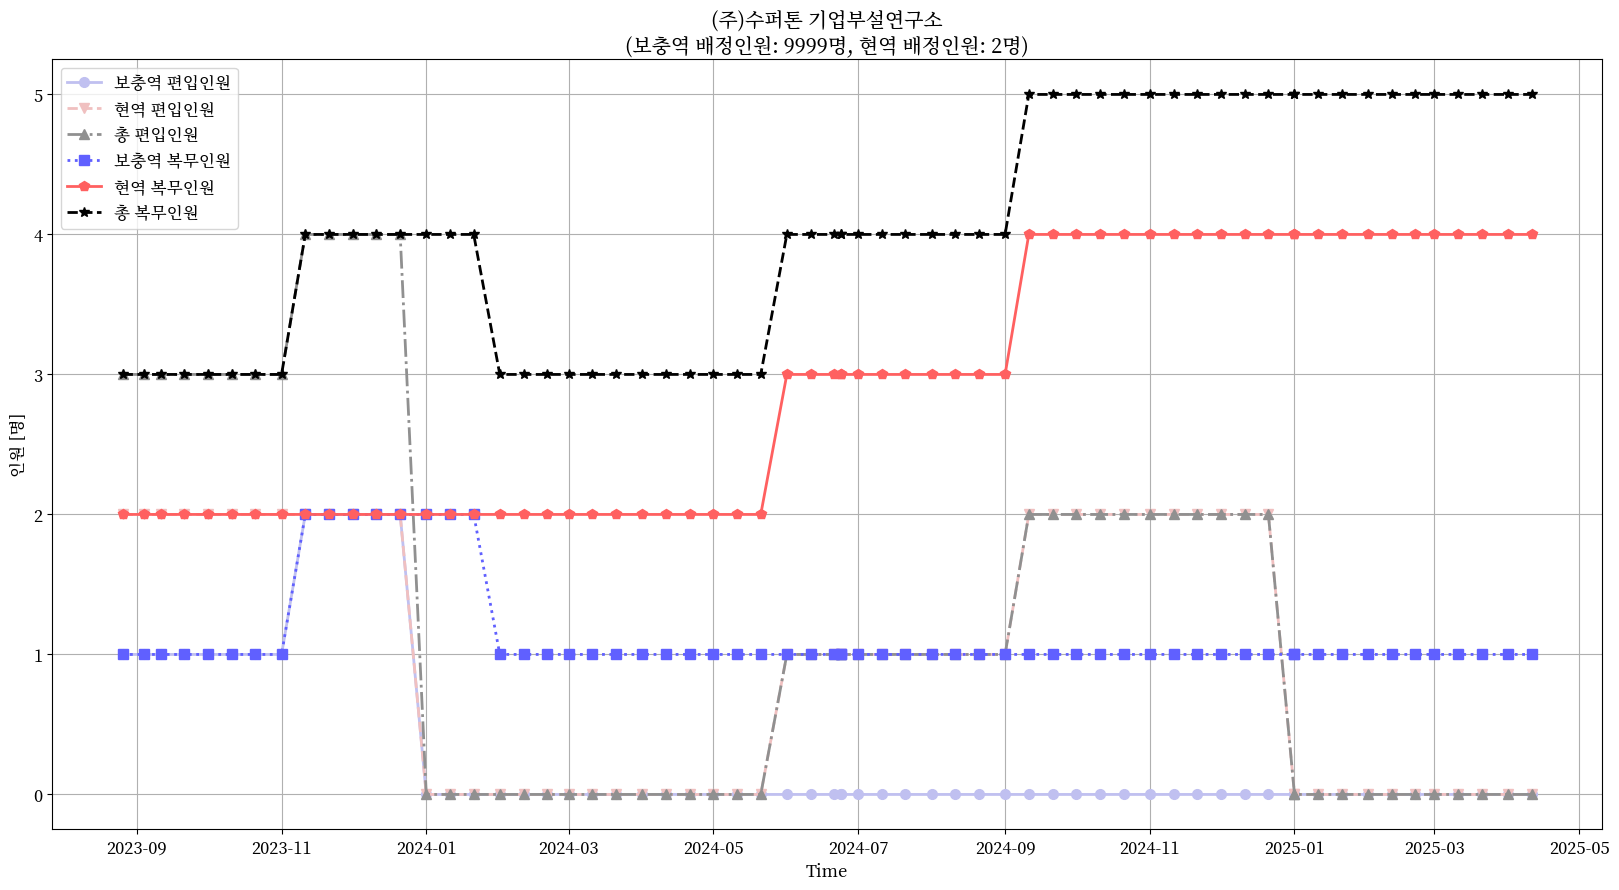 (주)수퍼톤 기업부설연구소
(보충역 배정인원: 9999명, 현역 배정인원: 2명)
보충역 편입인원
현역 편입인원
총 편입인원
보충역 복무인원
현역 복무인원
총 복무인원
인원 [명]
5
4
3
2
1
0
2023-09
2023-11
2024-01
2024-03
2024-05
2024-07
2024-09
2024-11
2025-01
2025-03
2025-05
Time